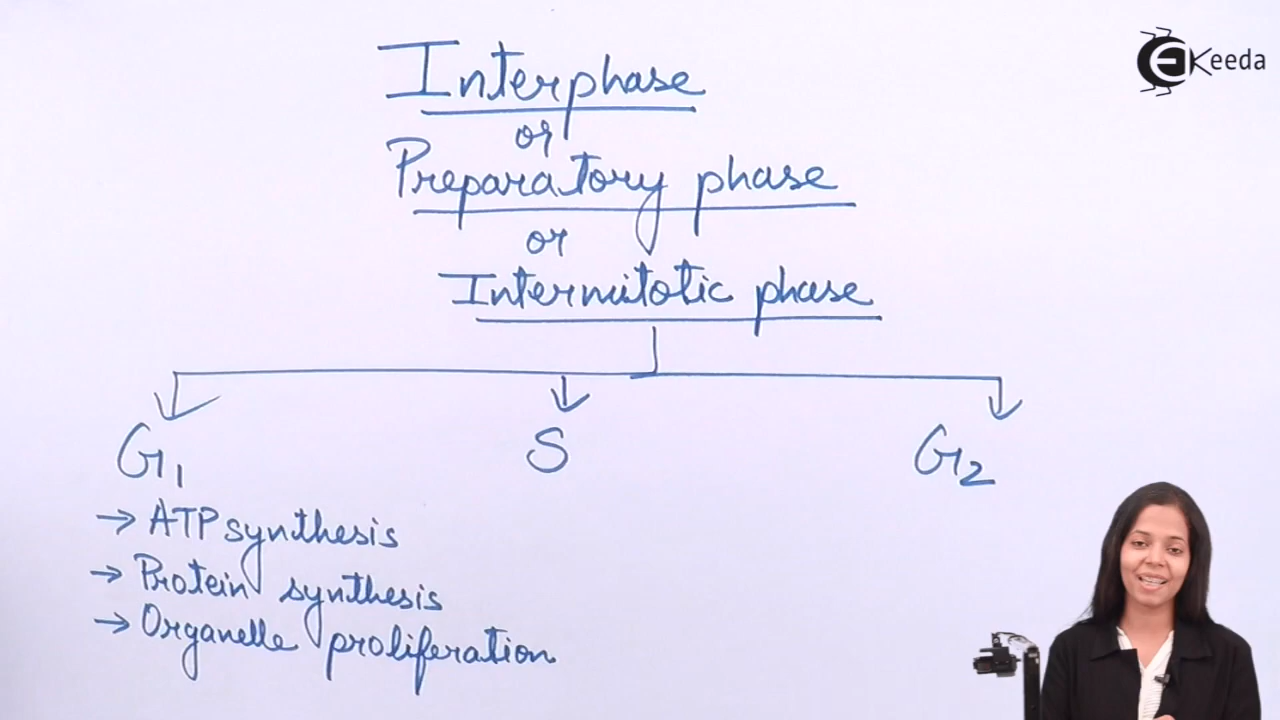 Interphase
or
Preparatory phase
or
Intermitotic phase
G1
S
G2
→ ATP synthesis
→ Protein synthesis
→ Organelle proliferation
EKeeda